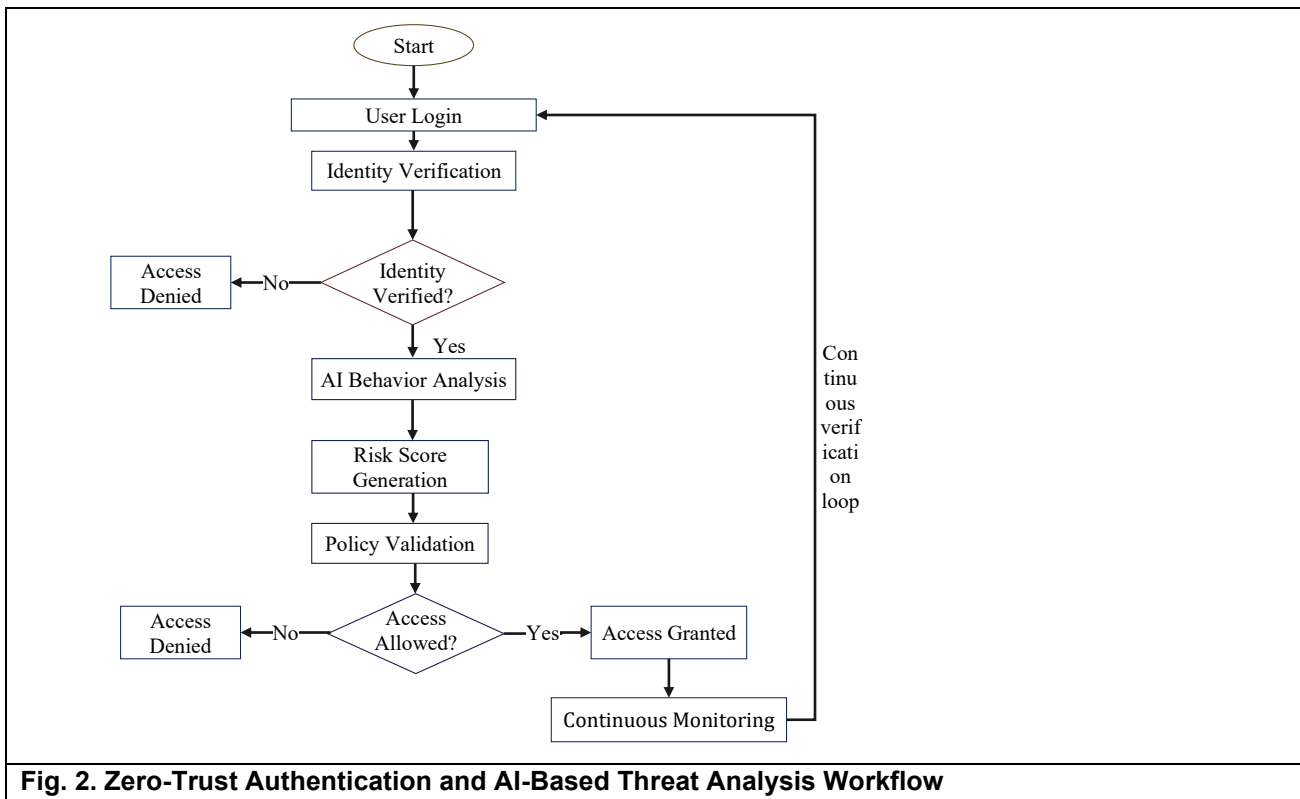 Start
User Login
Identity Verification
Identity
Verified?
No
Access
Denied
Yes
AI Behavior Analysis
Risk Score
Generation
Policy Validation
Access
Allowed?
No
Access
Denied
Yes
Access Granted
Continuous Monitoring
Con
tinu
ous
verif
icati
on
loop
Fig. 2. Zero-Trust Authentication and AI-Based Threat Analysis Workflow